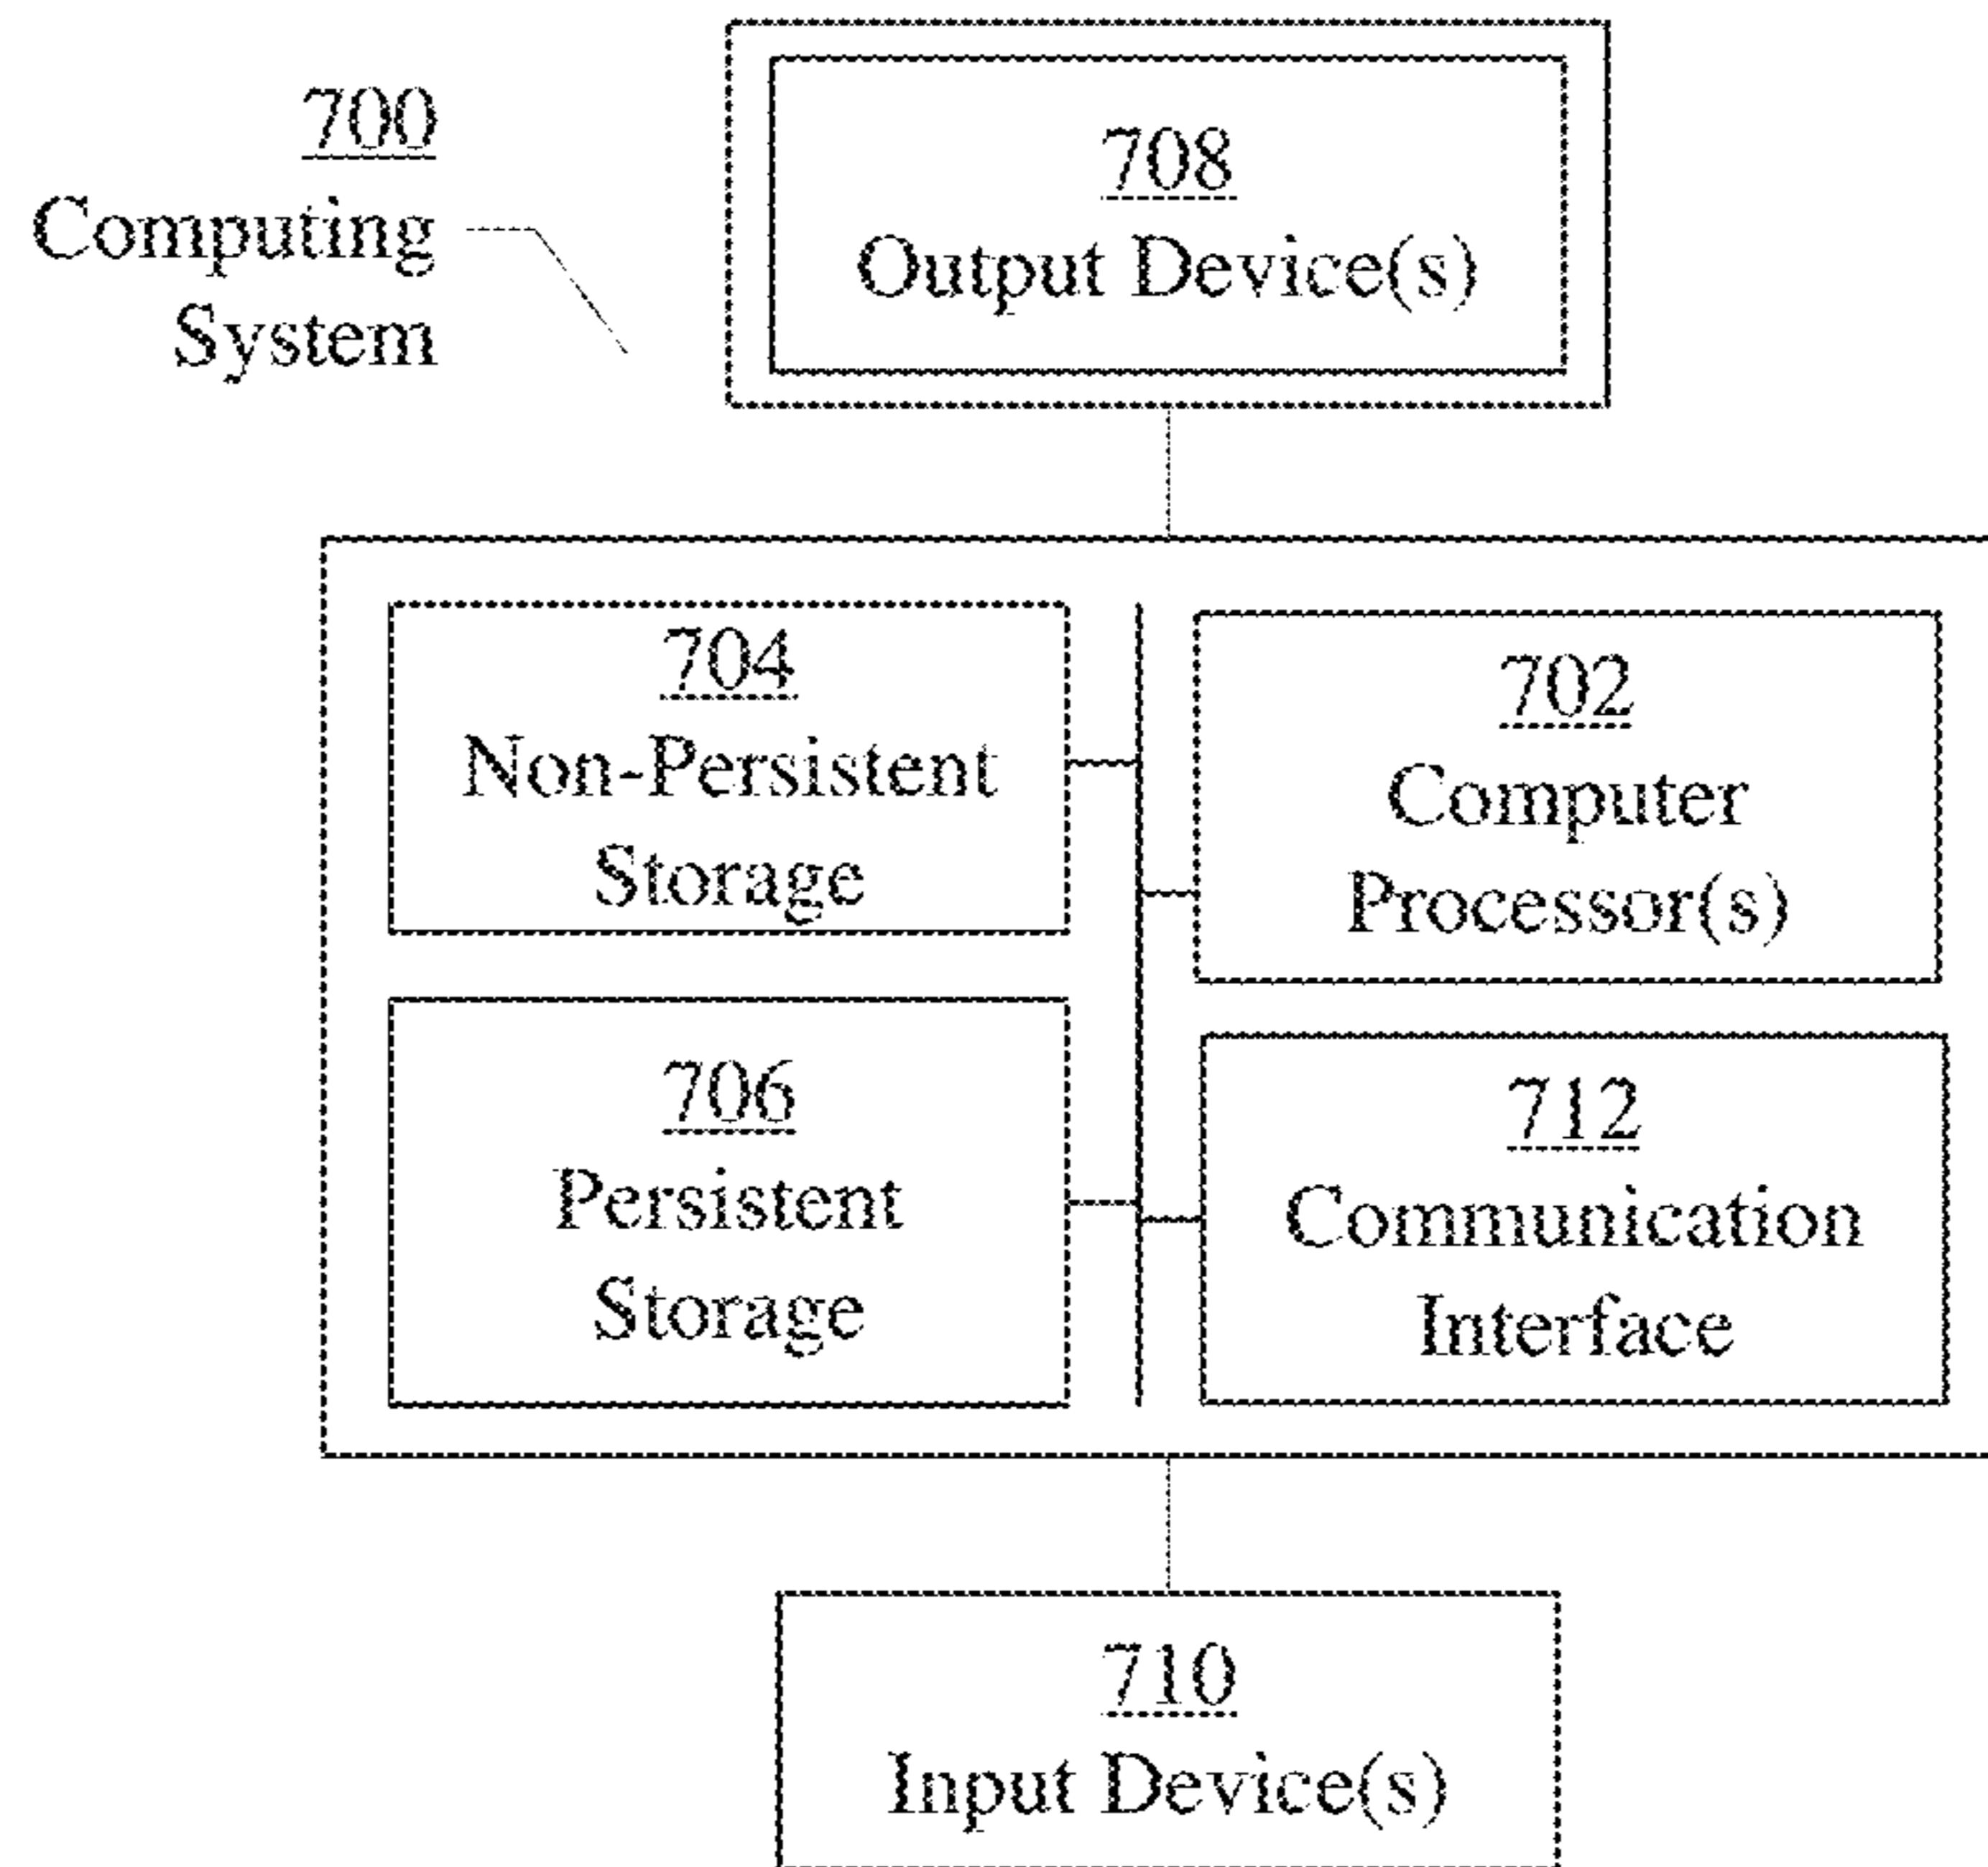 700
Computing
System
708
Output Device(s)
704
Non-Persistent
Storage
702
Computer
Processor(s)
706
Persistent
Storage
712
Communication
Interface
710
Input Device(s)